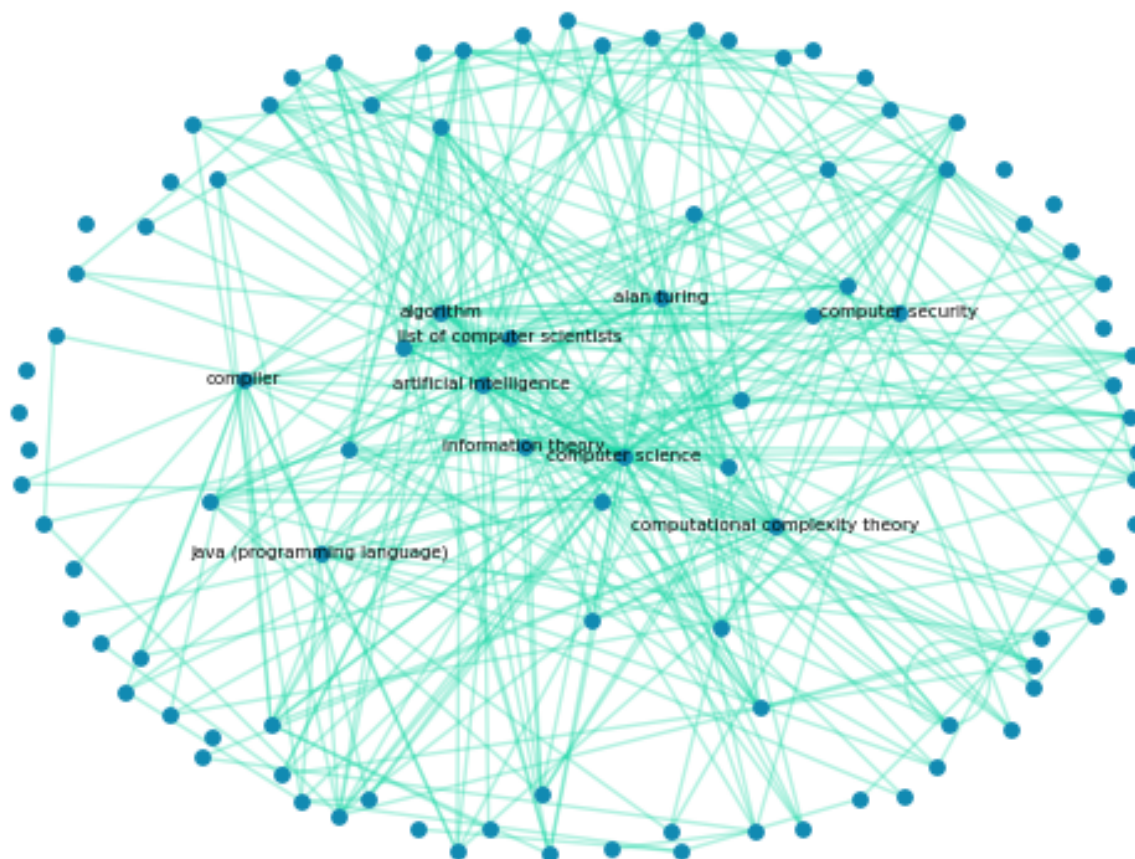 alan turing
algorithm
computer security
list of computer scientists
compiler
artificial intelligence
information theory
computer science
computational complexity theory
java (programming language)